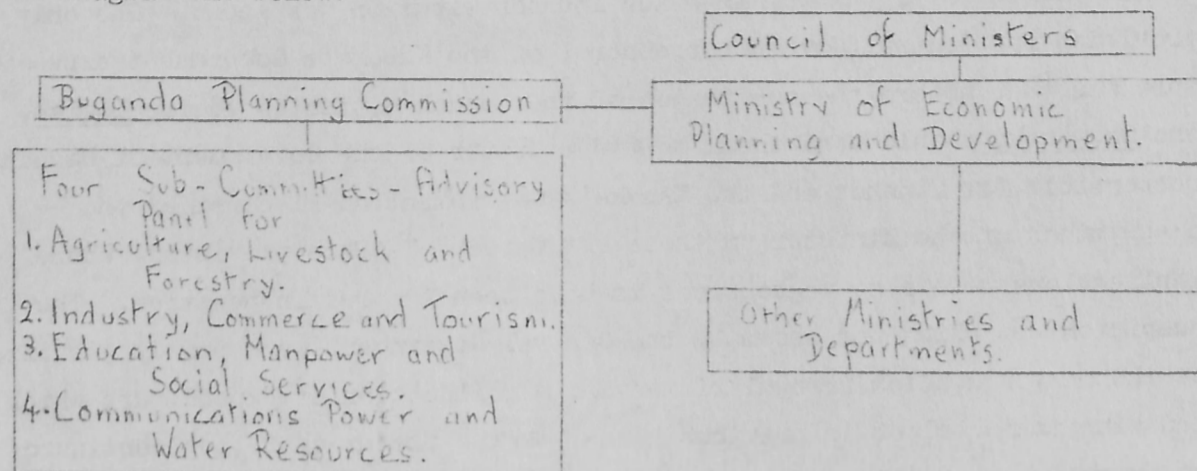 Council of Ministers
Buganda Planning Commission
Ministry of Economic
Planning and Development.
Four Sub-Committies-Advisory
Panel for
1. Agriculture, Livestock and
Forestry.
2. Industry, Commerce and Tourism.
3. Education, Manpower and
Social Services.
4. Communications Power and
Water Resources.
Other Ministries and
Departments.